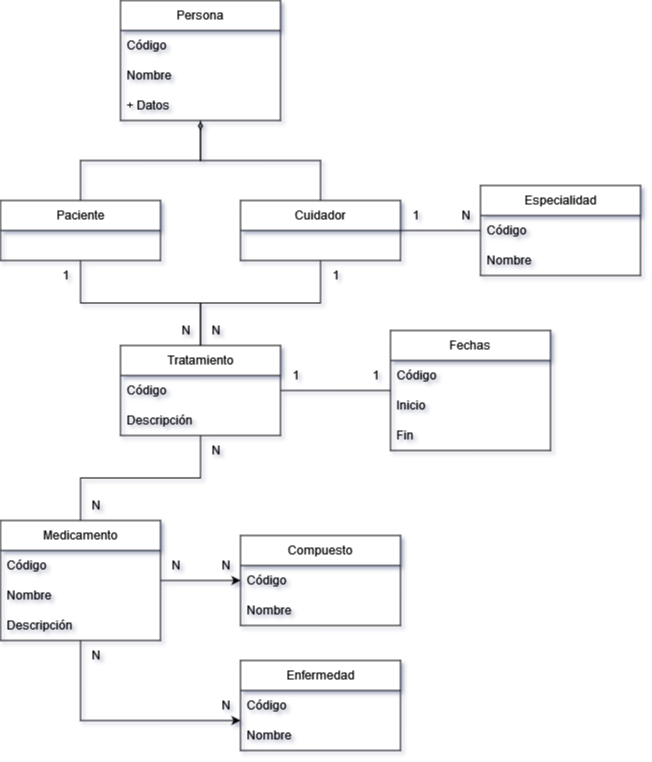 Persona
Código
Nombre
+ Datos
Paciente
Cuidador
1
N
Especialidad
Código
Nombre
1
1
N
N
Tratamiento
Código
Descripción
1
1
Fechas
Código
Inicio
Fin
N
N
Medicamento
Código
Nombre
Descripción
N
N
Compuesto
Código
Nombre
N
N
Enfermedad
Código
Nombre